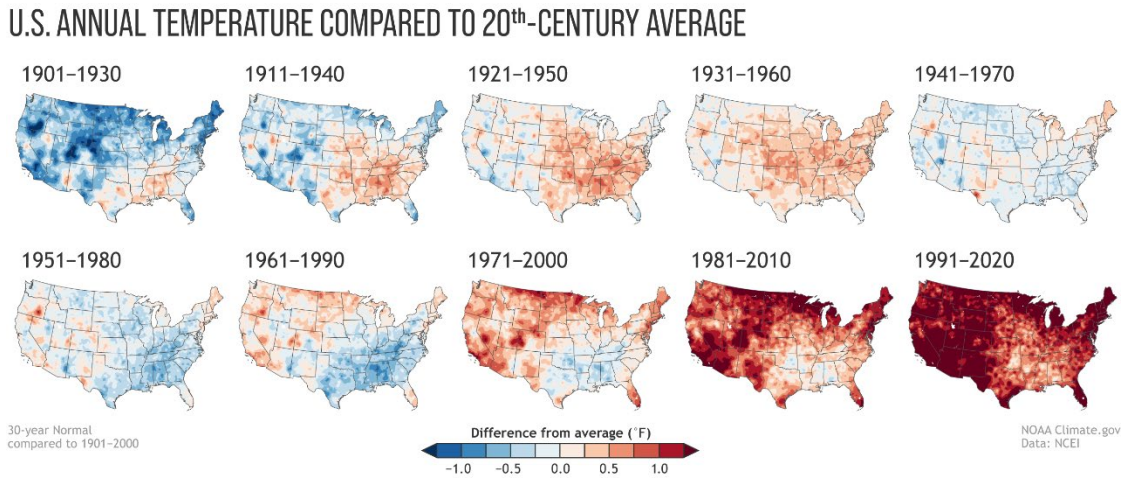 U.S. ANNUAL TEMPERATURE COMPARED TO 20th-CENTURY AVERAGE
1901–1930
1911–1940
1921–1950
1931–1960
1941–1970
1951–1980
1961–1990
1971–2000
1981–2010
1991–2020
30-year Normal
compared to 1901–2000
Difference from average (°F)
−1.0 −0.5 0.0 0.5 1.0
NOAA Climate.gov
Data: NCEI